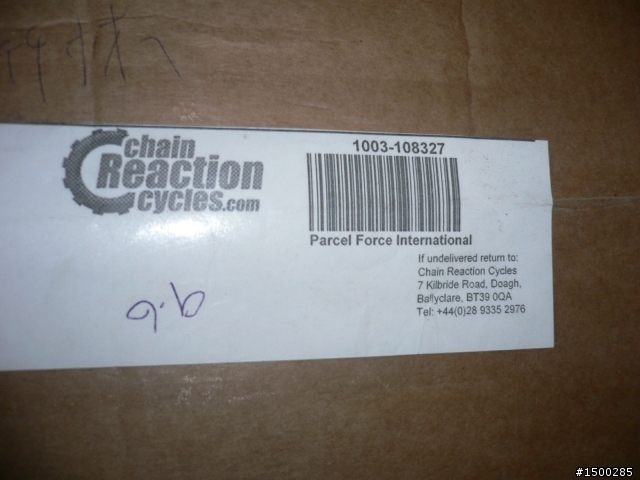 chain
Reaction
cycles.com
1003-108327
Parcel Force International
If undelivered return to:
Chain Reaction Cycles
7 Kilbride Road, Doagh,
Ballyclare, BT39 0QA
Tel: +44(0)28 9335 2976
#1500285